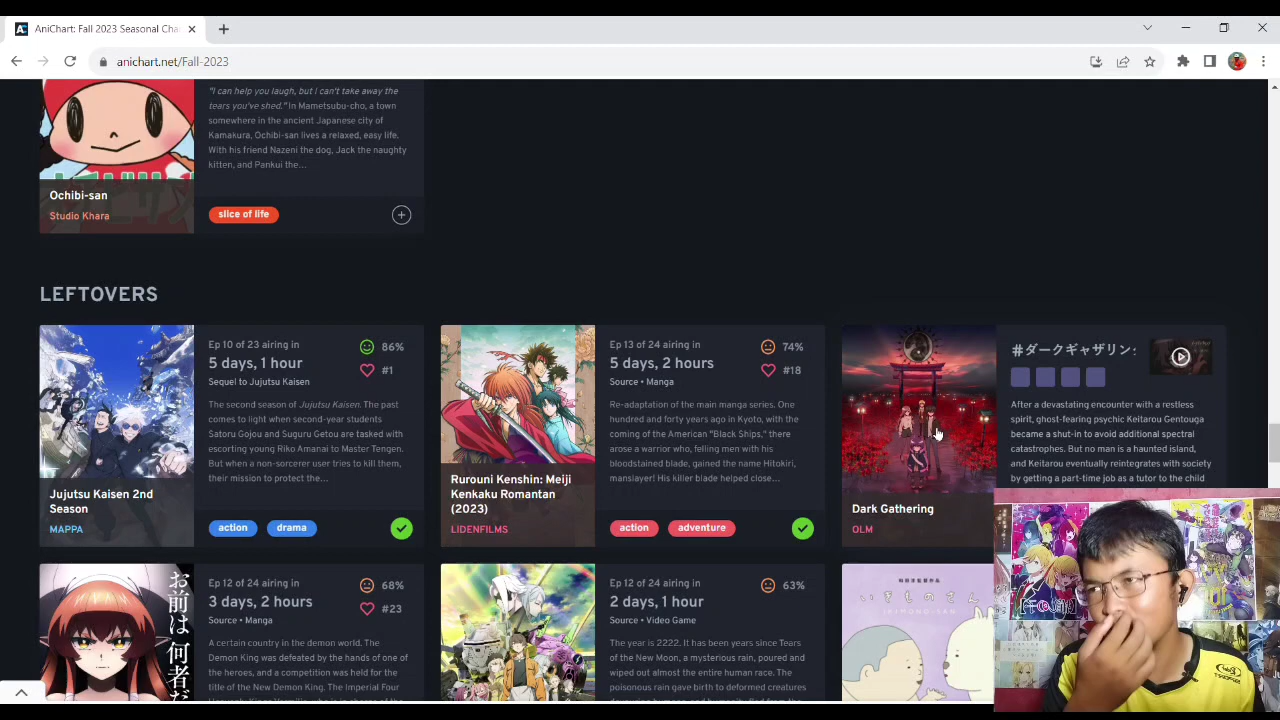 AniChart: Fall 2023 Seasonal Cha
anichart.net/Fall-2023
"I can help you laugh, but I can't take away the
tears you've shed." In Mametsubu-cho, a town
somewhere in the ancient Japanese city of
Kamakura, Ochibi-san lives a relaxed, easy life.
With his friend Nazeni the dog, Jack the naughty
kitten, and Pankui the...
Ochibi-san
Studio Khara
slice of life
LEFTOVERS
Ep 10 of 23 airing in
86%
5 days, 1 hour
#1
Sequel to Jujutsu Kaisen
The second season of Jujutsu Kaisen. The past
comes to light when second-year students
Satoru Gojou and Suguru Getou are tasked with
escorting young Riko Amanai to Master Tengen.
But when a non-sorcerer user tries to kill them,
their mission to protect the...
Jujutsu Kaisen 2nd
Season
MAPPA
action
drama
Ep 13 of 24 airing in
74%
5 days, 2 hours
#18
Source • Manga
Re-adaptation of the main manga series. One
hundred and forty years ago in Kyoto, with the
coming of the American "Black Ships," there
arose a warrior who, felling men with his
bloodstained blade, gained the name Hitokiri,
manslayer! His killer blade helped close...
Rurouni Kenshin: Meiji
Kenkaku Romantan
(2023)
LIDENFILMS
action
adventure
#ダークギャザリング
After a devastating encounter with a restless
spirit, ghost-fearing psychic Keitarou Gentouga
became a shut-in to avoid additional spectral
catastrophes. But no man is a haunted island,
and Keitarou eventually reintegrates with society
by getting a part-time job as a tutor to the child
Dark Gathering
OLM
お前は何者だ
Ep 12 of 24 airing in
68%
3 days, 2 hours
#23
Source • Manga
A certain country in the demon world. The
Demon King was defeated by the hands of one of
the heroes, and a competition was held for the
title of the New Demon King. The Imperial Four
Ep 12 of 24 airing in
63%
2 days, 1 hour
Source • Video Game
The year is 2222. It has been years since Tears
of the New Moon, a mysterious rain, poured and
wiped out almost the entire human race. The
poisonous rain gave birth to deformed creatures
いきものさん
IKIMONO-SAN